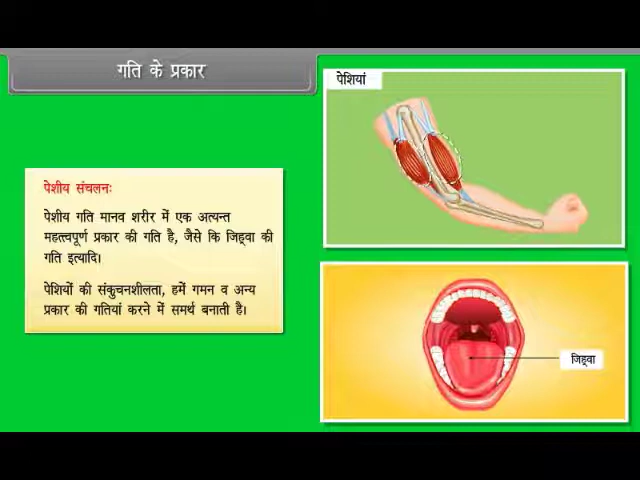 गति के प्रकार
पेशियां
पेशीय संचलनः
पेशीय गति मानव शरीर में एक अत्यन्त
महत्त्वपूर्ण प्रकार की गति है, जैसे कि जिह्वा की
गति इत्यादि।
पेशियों की संकुचनशीलता, हमें गमन व अन्य
प्रकार की गतियां करने में समर्थ बनाती है।
जिह्वा